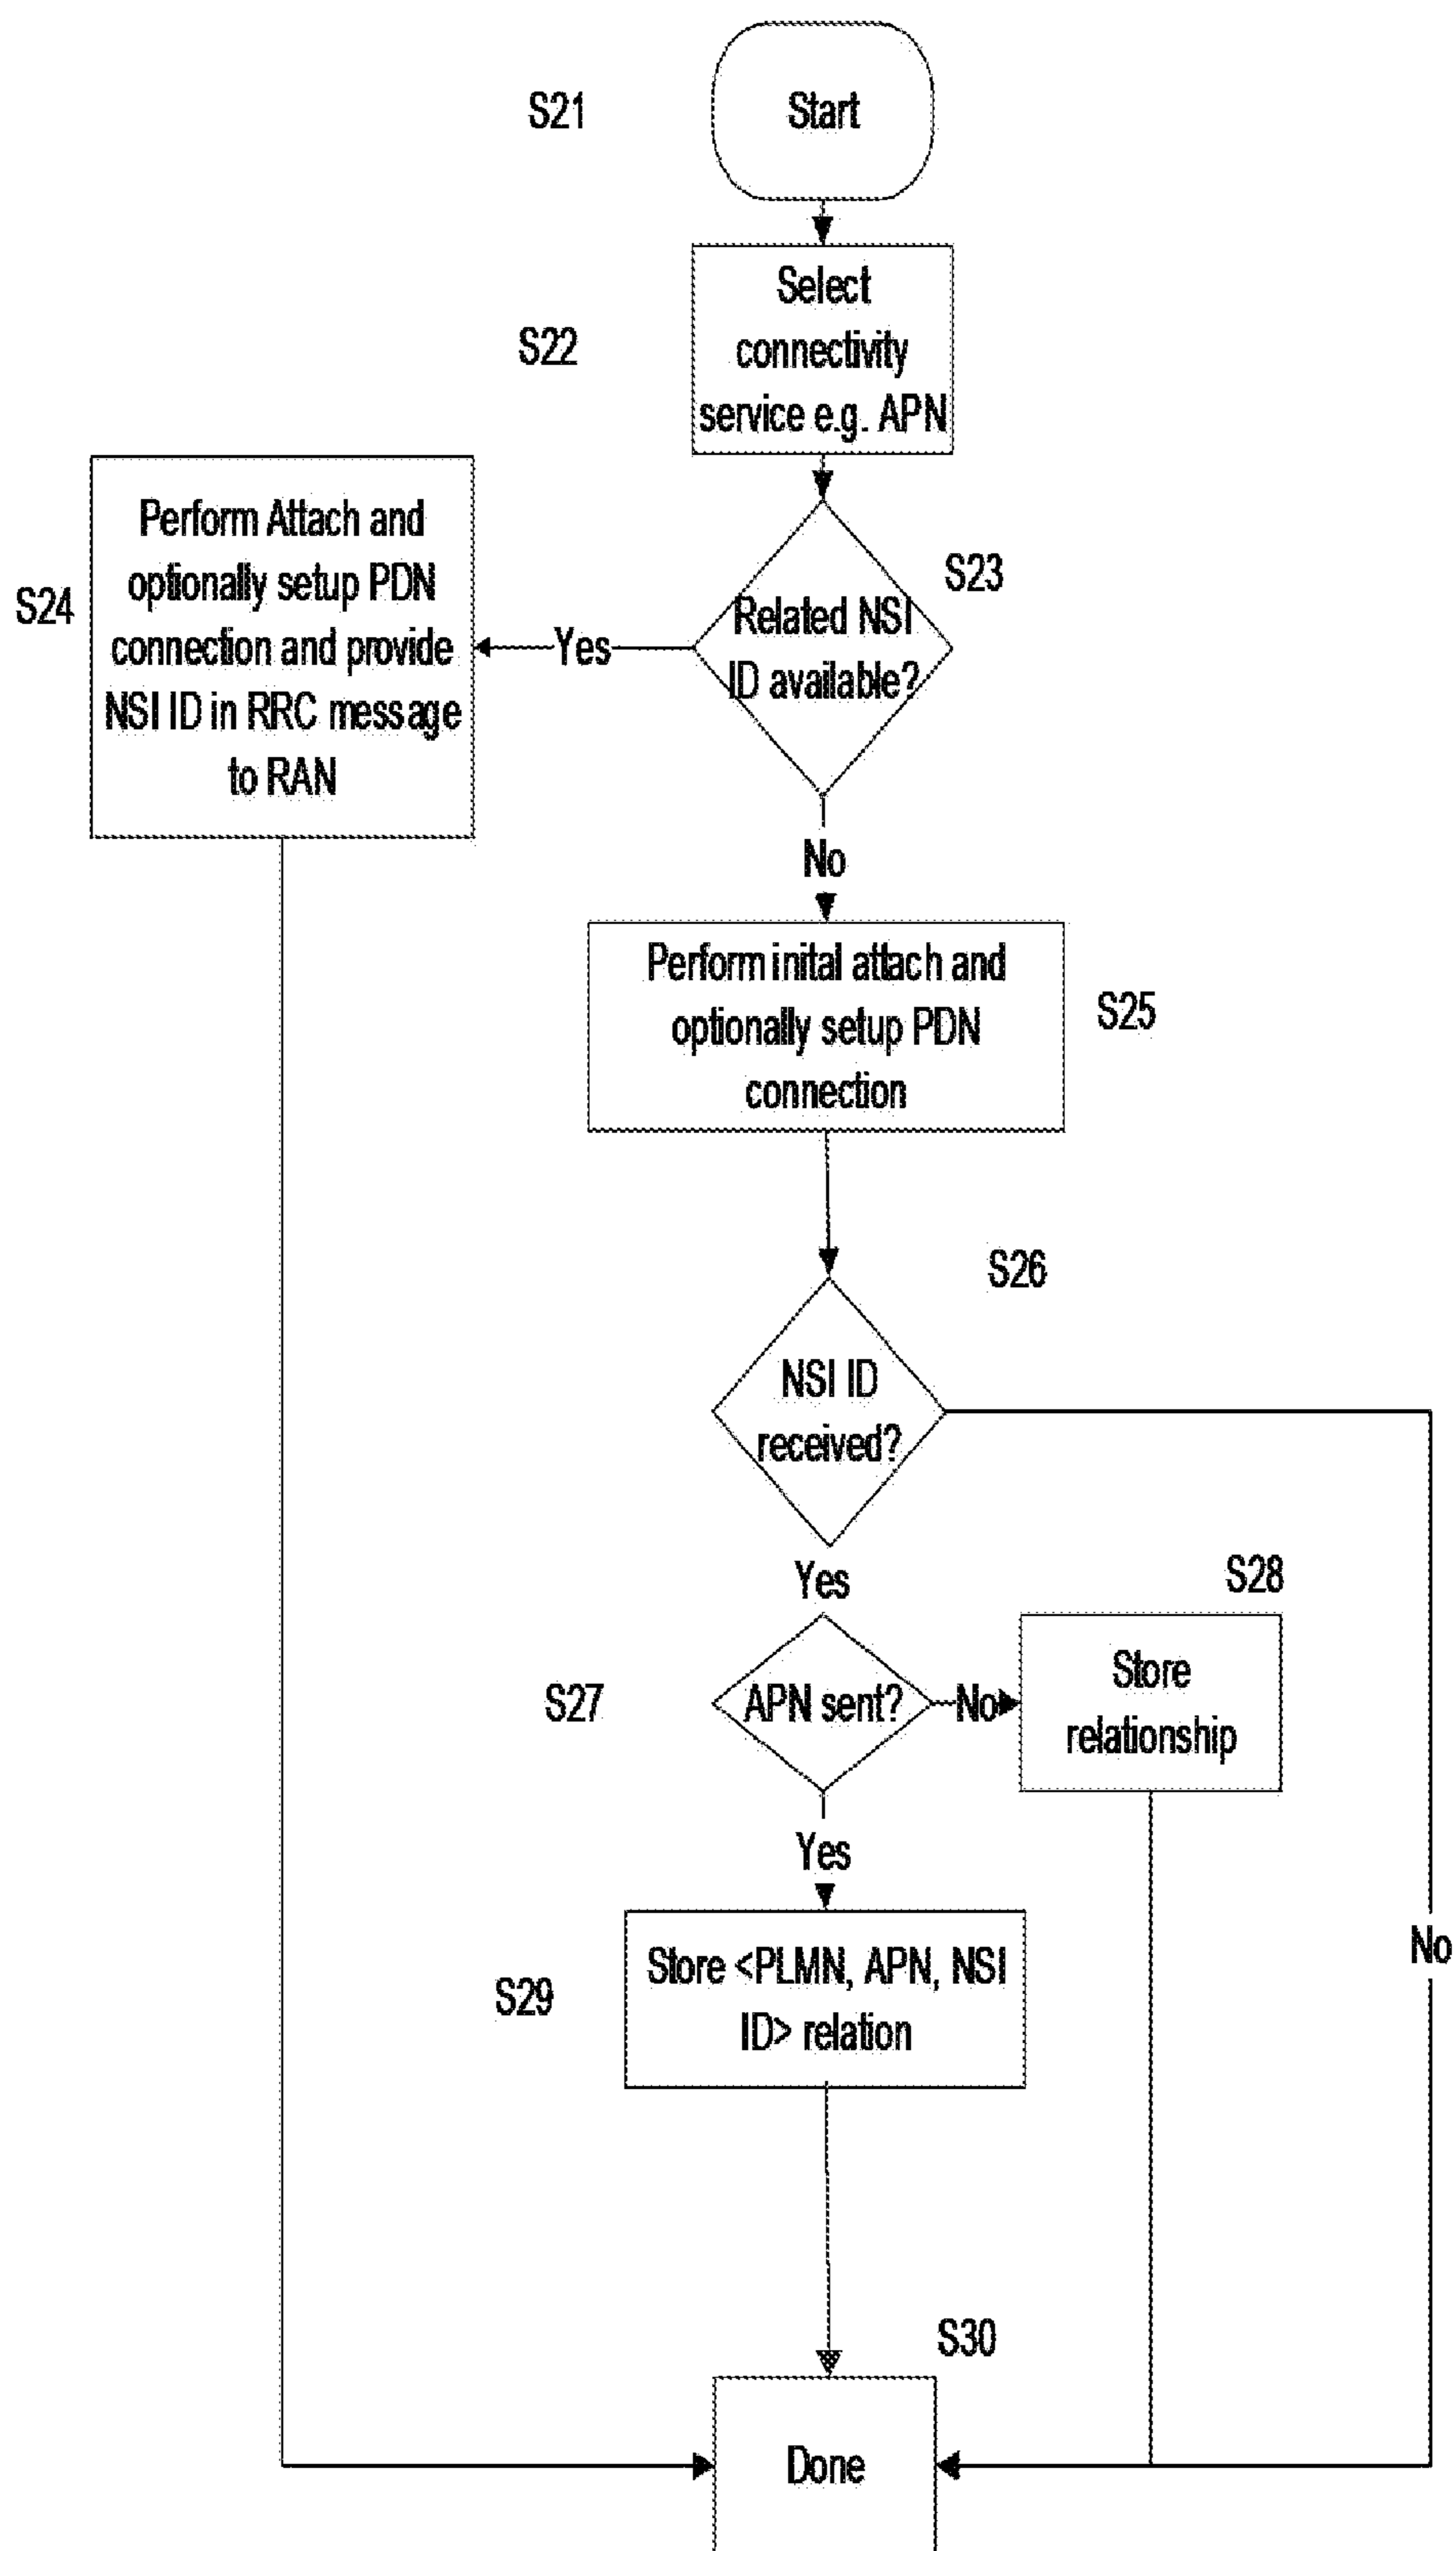 S21
Start
S22
Select
connectivity
service e.g. APN
S23
Related NSI
ID available?
Yes
S24
Perform Attach and
optionally setup PDN
connection and provide
NSI ID in RRC message
to RAN
No
Perform inital attach and
optionally setup PDN
connection
S25
S26
NSI ID
received?
Yes
S27
APN sent?
No
S28
Store
relationship
Yes
S29
Store <PLMN, APN, NSI
ID> relation
No
S30
Done